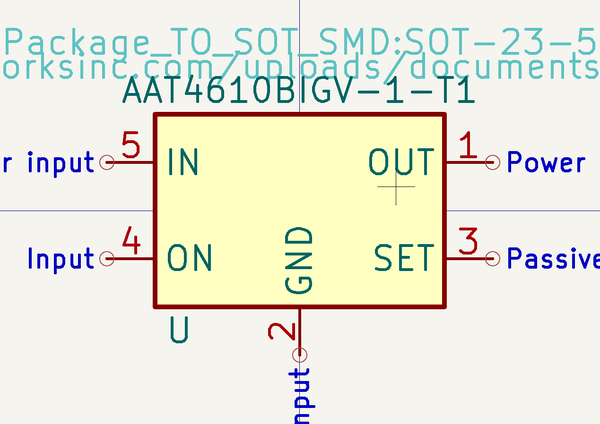 Package_TO_SOT_SMD:SOT-23-5
orksinc.com/uploads/documents
AAT4610BIGV-1-T1
r input 5 IN OUT 1 Power
Input 4 ON SET 3 Passive
GND
U
2
nput